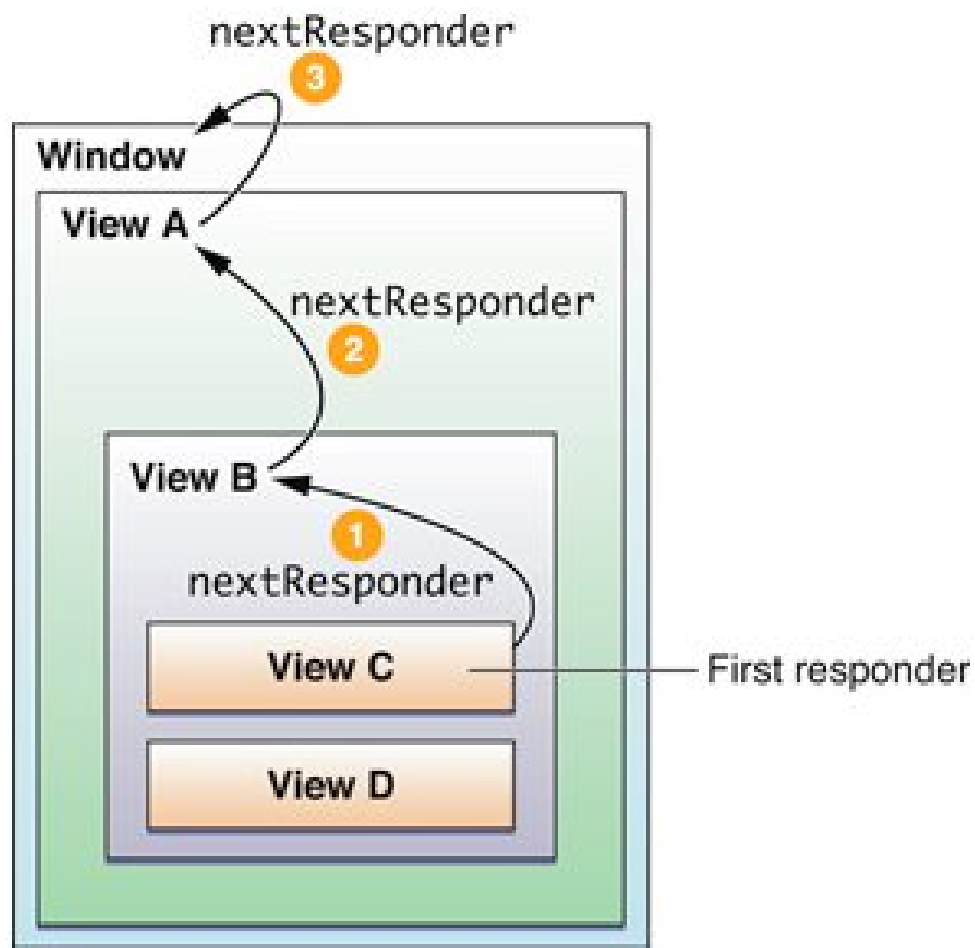 nextResponder
3
Window
View A
nextResponder
2
View B
1
nextResponder
View C
First responder
View D